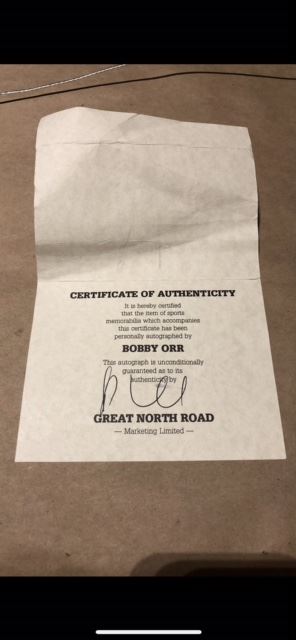 CERTIFICATE OF AUTHENTICITY
It is hereby certified
that the item of sports
memorabilia which accompanies
this certificate has been
personally autographed by
BOBBY ORR
This autograph is unconditionally
guaranteed as to its
authenticity by
GREAT NORTH ROAD
— Marketing Limited —